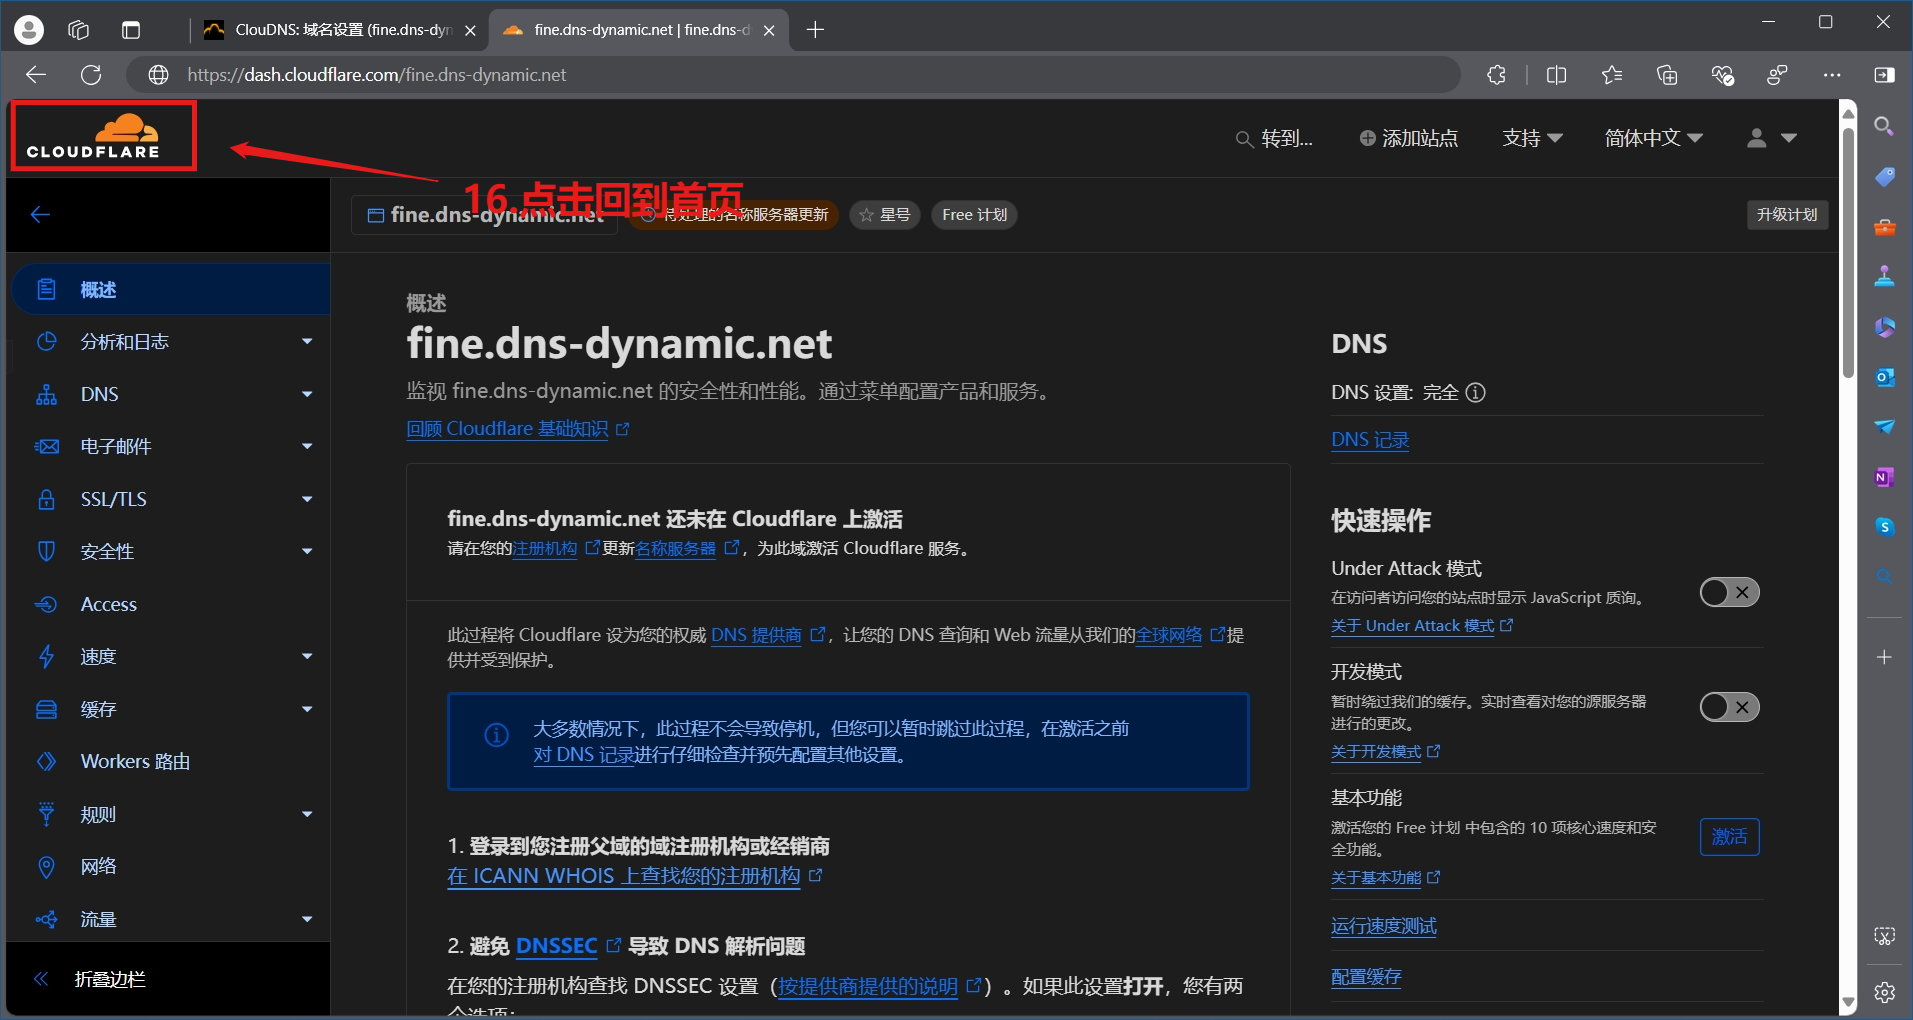 ClouDNS: 域名设置 (fine.dns-dyn
fine.dns-dynamic.net | fine.dns-d
https://dash.cloudflare.com/fine.dns-dynamic.net
CLOUDFLARE
转到...
添加站点
支持
简体中文
16.点击回到首页
fine.dns-dynamic.net
待处理的名称服务器更新
星号
Free 计划
升级计划
概述
分析和日志
DNS
电子邮件
SSL/TLS
安全性
Access
速度
缓存
Workers 路由
规则
网络
流量
折叠边栏
概述
fine.dns-dynamic.net
监视 fine.dns-dynamic.net 的安全性和性能。通过菜单配置产品和服务。
回顾 Cloudflare 基础知识
fine.dns-dynamic.net 还未在 Cloudflare 上激活
请在您的注册机构更新名称服务器，为此域激活 Cloudflare 服务。
此过程将 Cloudflare 设为您的权威 DNS 提供商，让您的 DNS 查询和 Web 流量从我们的全球网络提
供并受到保护。
大多数情况下，此过程不会导致停机，但您可以暂时跳过此过程，在激活之前
对 DNS 记录进行仔细检查并预先配置其他设置。
1. 登录到您注册父域的域注册机构或经销商
在 ICANN WHOIS 上查找您的注册机构
2. 避免 DNSSEC 导致 DNS 解析问题
在您的注册机构查找 DNSSEC 设置（按提供商提供的说明）。如果此设置打开，您有两
个选项：
DNS
DNS 设置: 完全
DNS 记录
快速操作
Under Attack 模式
在访问者访问您的站点时显示 JavaScript 质询。
关于 Under Attack 模式
开发模式
暂时绕过我们的缓存。实时查看对您的源服务器
进行的更改。
关于开发模式
基本功能
激活您的 Free 计划 中包含的 10 项核心速度和安
全功能。
激活
关于基本功能
运行速度测试
配置缓存